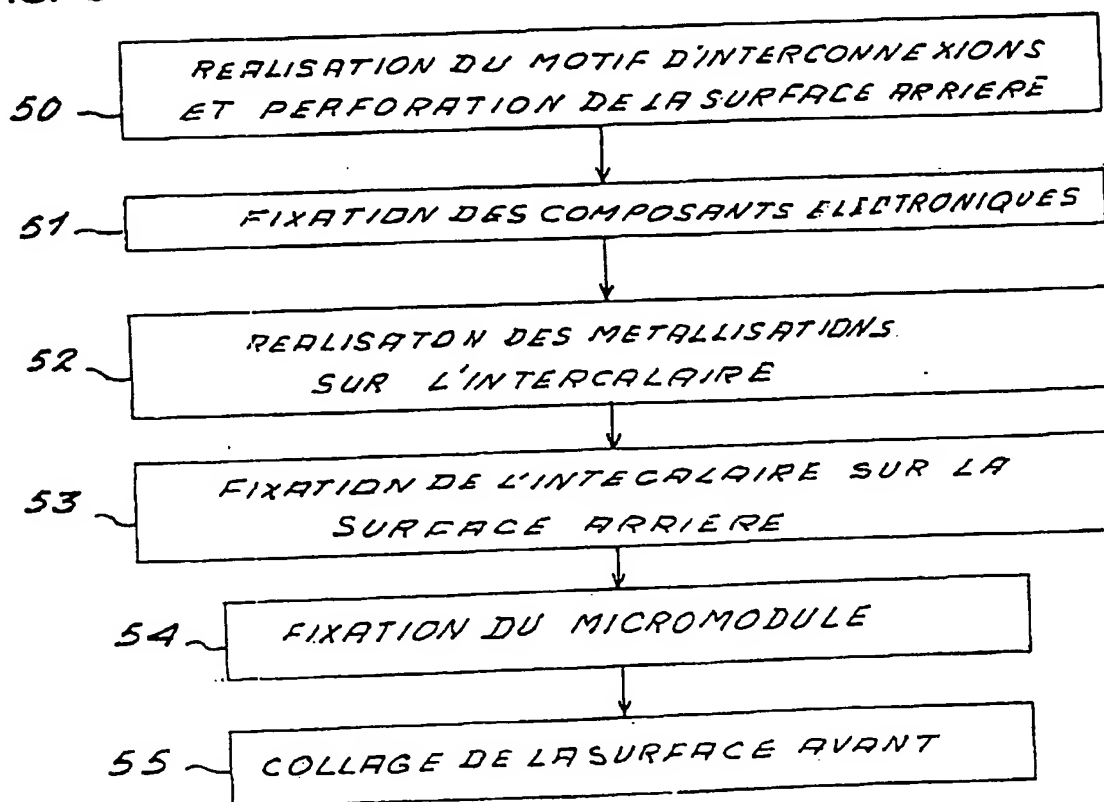 50 REALISATION DU MOTIF D'INTERCONNEXIONS
ET PERFORATION DE LA SURFACE ARRIERE
51 FIXATION DES COMPOSANTS ELECTRONIQUES
52 REALISATON DES METALLISATIONS
SUR L'INTERCALAIRE
53 FIXATION DE L'INTECALAIRE SUR LA
SURFACE ARRIERE
54 FIXATION DU MICROMODULE
55 COLLAGE DE LA SURFACE AVANT